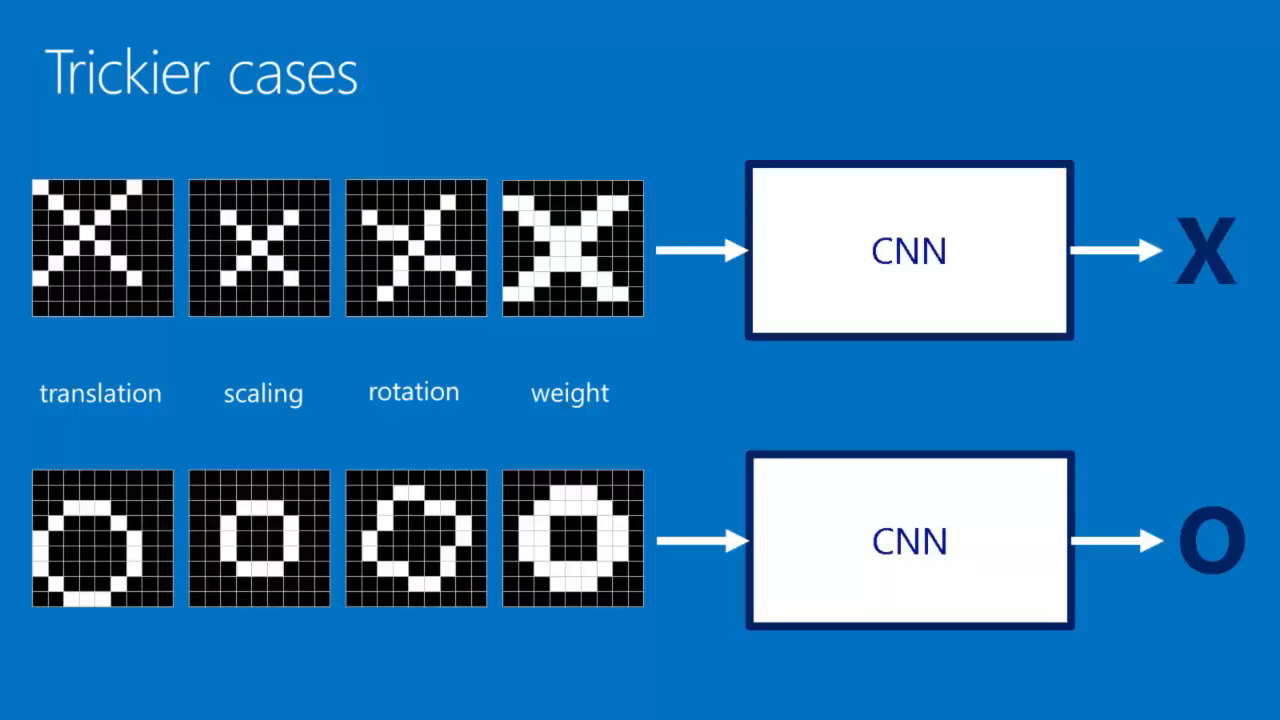 Trickier cases
CNN
X
translation
scaling
rotation
weight
CNN
O